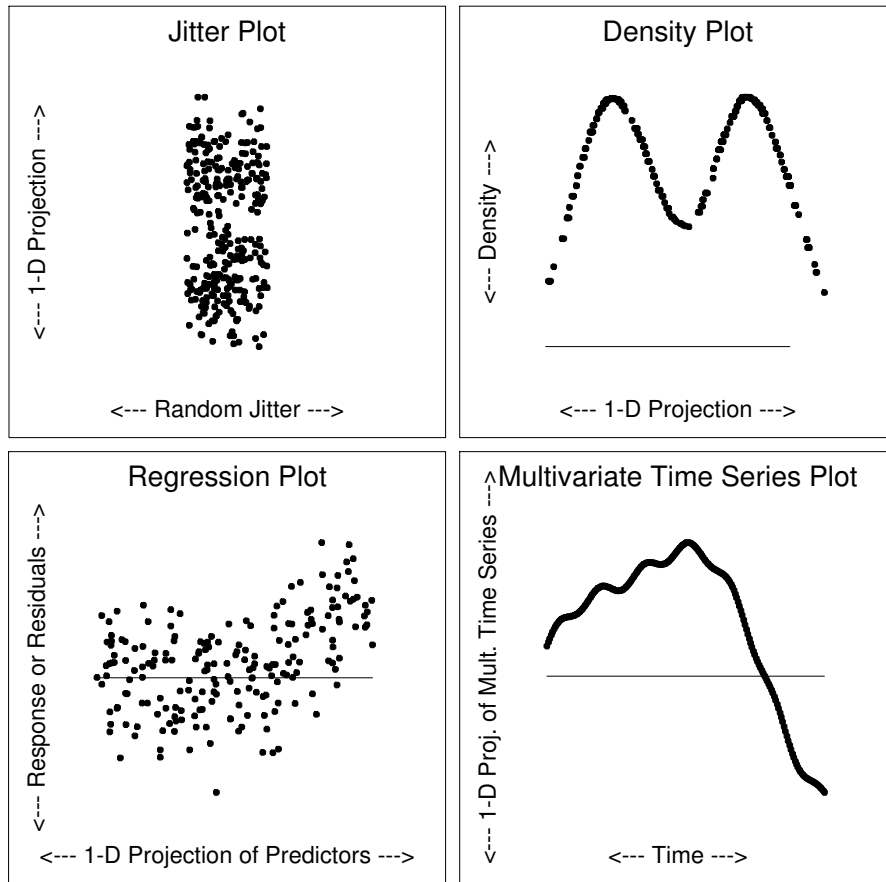 Jitter Plot
<--- 1-D Projection --->
<--- Random Jitter --->
Density Plot
<--- Density --->
<--- 1-D Projection --->
Regression Plot
<--- Response or Residuals --->
<--- 1-D Projection of Predictors --->
Multivariate Time Series Plot
<--- 1-D Proj. of Mult. Time Series --->
<--- Time --->